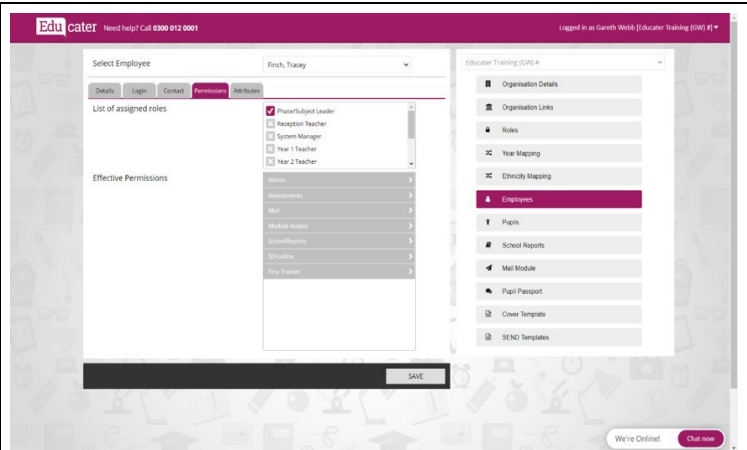 Educater Need help? Call 0300 012 0001
Logged in as Gareth Webb [Educater Training (GW) #]
Select Employee
Finch, Tracey
Details Login Contact Permissions Attributes
List of assigned roles
Phase/Subject Leader
Reception Teacher
System Manager
Year 1 Teacher
Year 2 Teacher
Effective Permissions
Admin
Assessments
Mail
Module Access
SchoolReports
SEFonline
Tiny Tracker
SAVE
Educater Training (GW) #
Organisation Details
Organisation Links
Roles
Year Mapping
Ethnicity Mapping
Employees
Pupils
School Reports
Mail Module
Pupil Passport
Cover Template
SEND Templates
We're Online!
Chat now